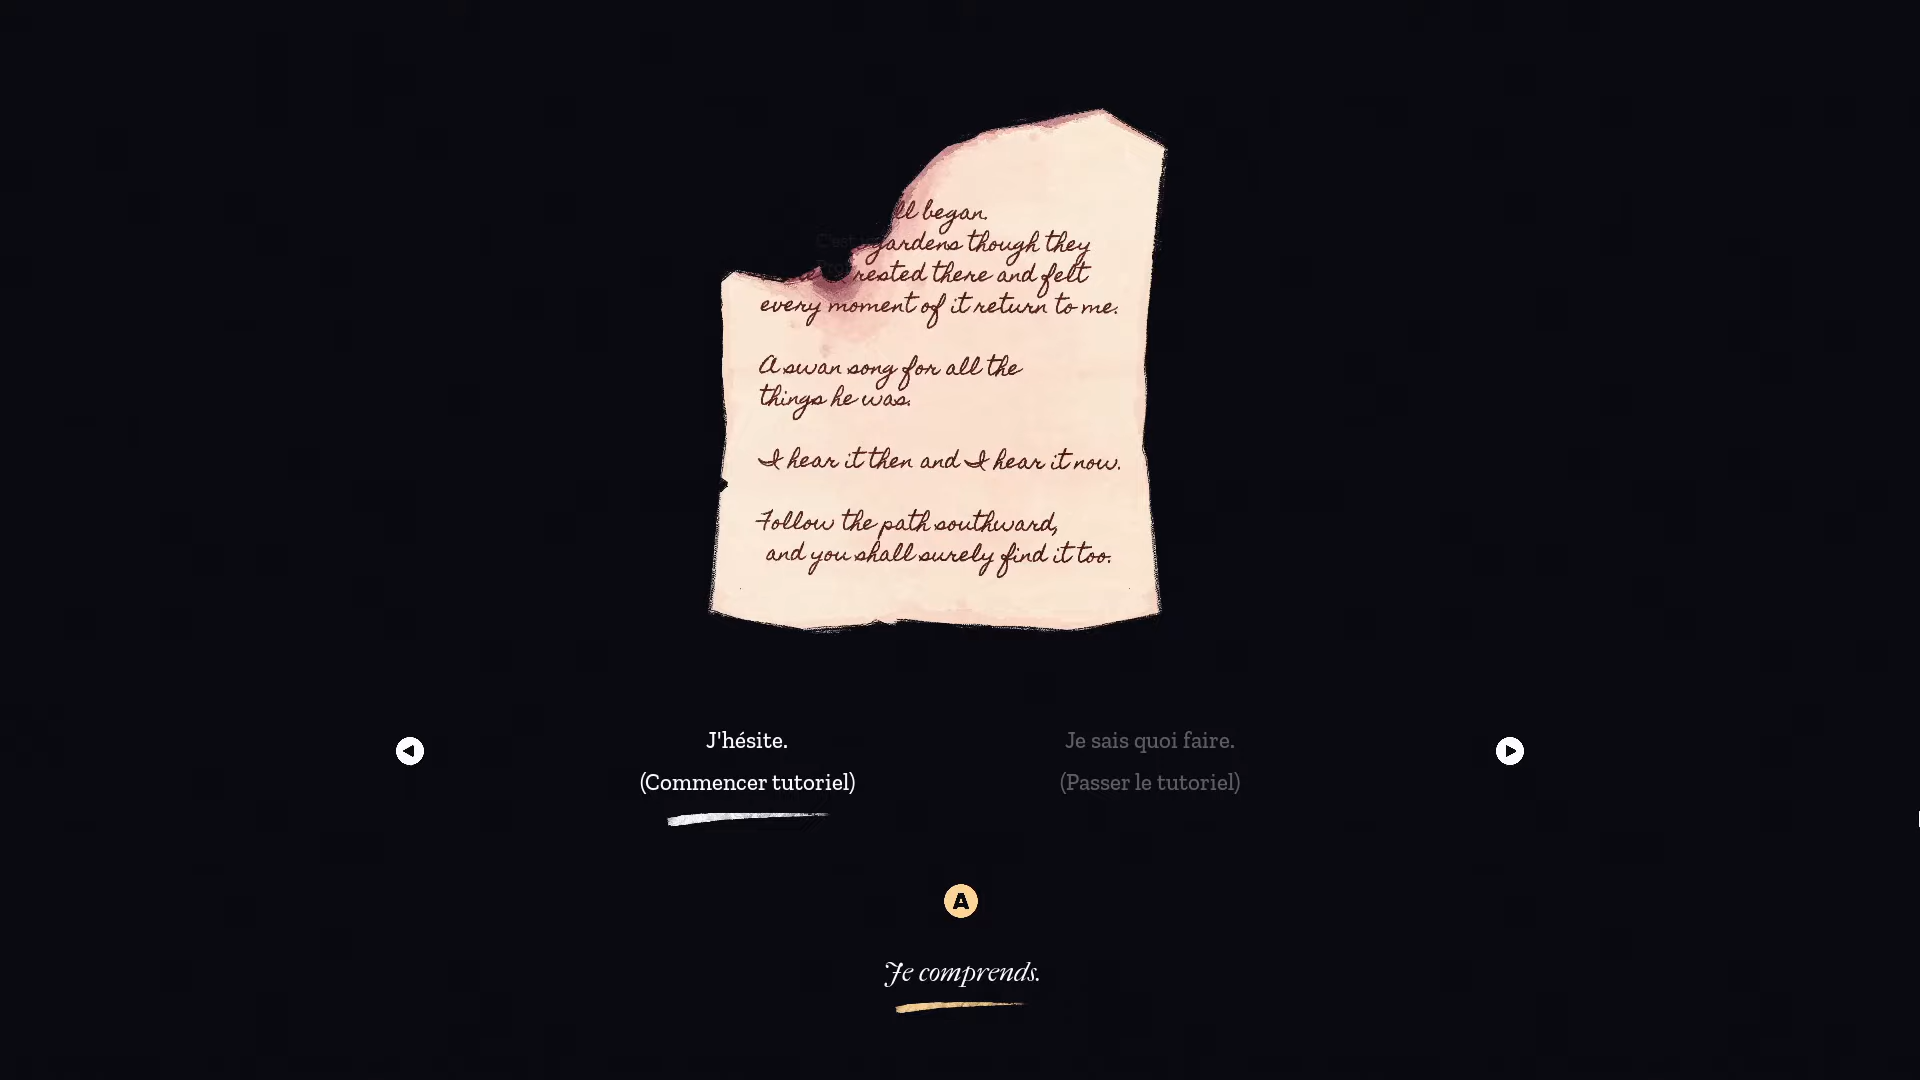 ll began.
gardens though they
rested there and felt
every moment of it return to me.
A swan song for all the
things he was.
I hear it then and I hear it now.
Follow the path southward,
and you shall surely find it too.
J'hésite.
(Commencer tutoriel)
Je sais quoi faire.
(Passer le tutoriel)
A
Je comprends.